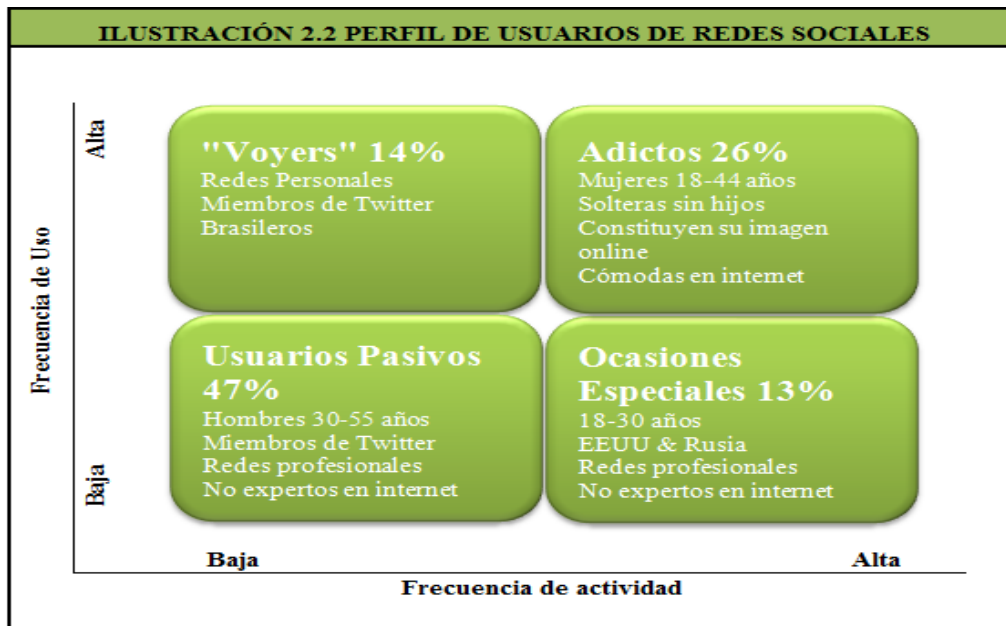 ILUSTRACIÓN 2.2 PERFIL DE USUARIOS DE REDES SOCIALES
Frecuencia de Uso
Alta
Baja
"Voyers" 14%
Redes Personales
Miembros de Twitter
Brasileros
Adictos 26%
Mujeres 18-44 años
Solteras sin hijos
Constituyen su imagen
online
Cómodas en internet
Usuarios Pasivos
47%
Hombres 30-55 años
Miembros de Twitter
Redes profesionales
No expertos en internet
Ocasiones
Especiales 13%
18-30 años
EEUU & Rusia
Redes profesionales
No expertos en internet
Baja
Alta
Frecuencia de actividad